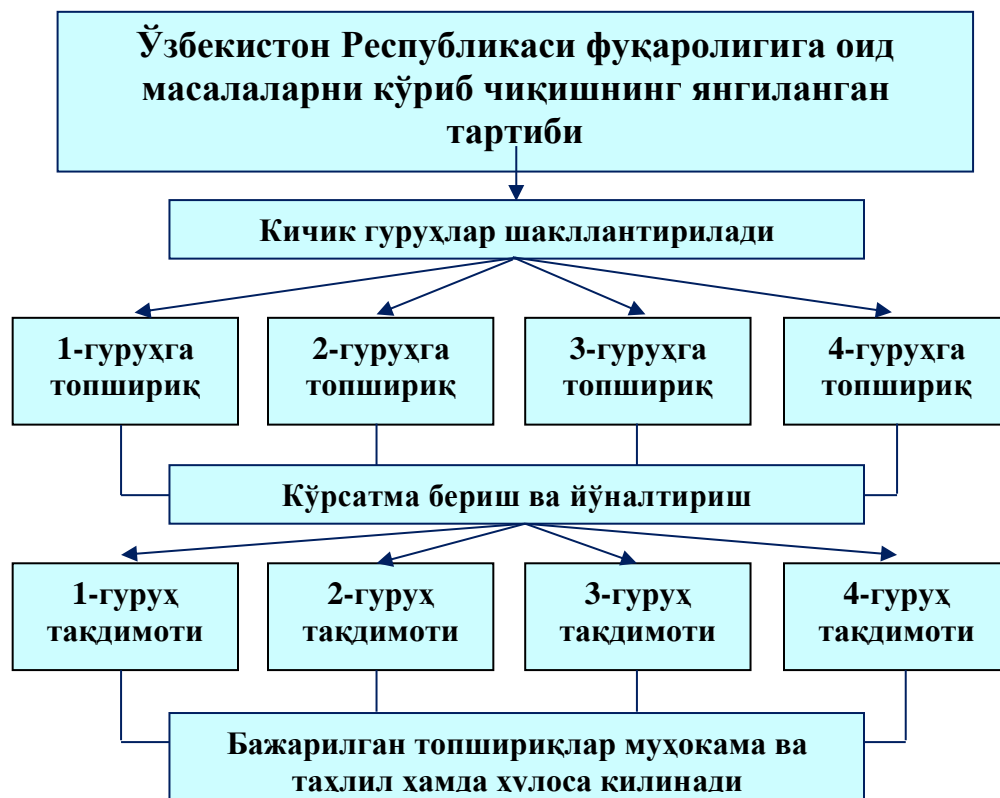 Ўзбекистон Республикаси фуқаролигига оид
масалаларни кўриб чиқишнинг янгиланган
тартиби
Кичик гуруҳлар шакллантирилади
1-гуруҳга
топшириқ
2-гуруҳга
топшириқ
3-гуруҳга
топшириқ
4-гуруҳга
топшириқ
Кўрсатма бериш ва йўналтириш
1-гуруҳ
тақдимоти
2-гуруҳ
тақдимоти
3-гуруҳ
тақдимоти
4-гуруҳ
тақдимоти
Бажарилган топшириқлар муҳокама ва
таҳлил ҳамда хулоса қилинади